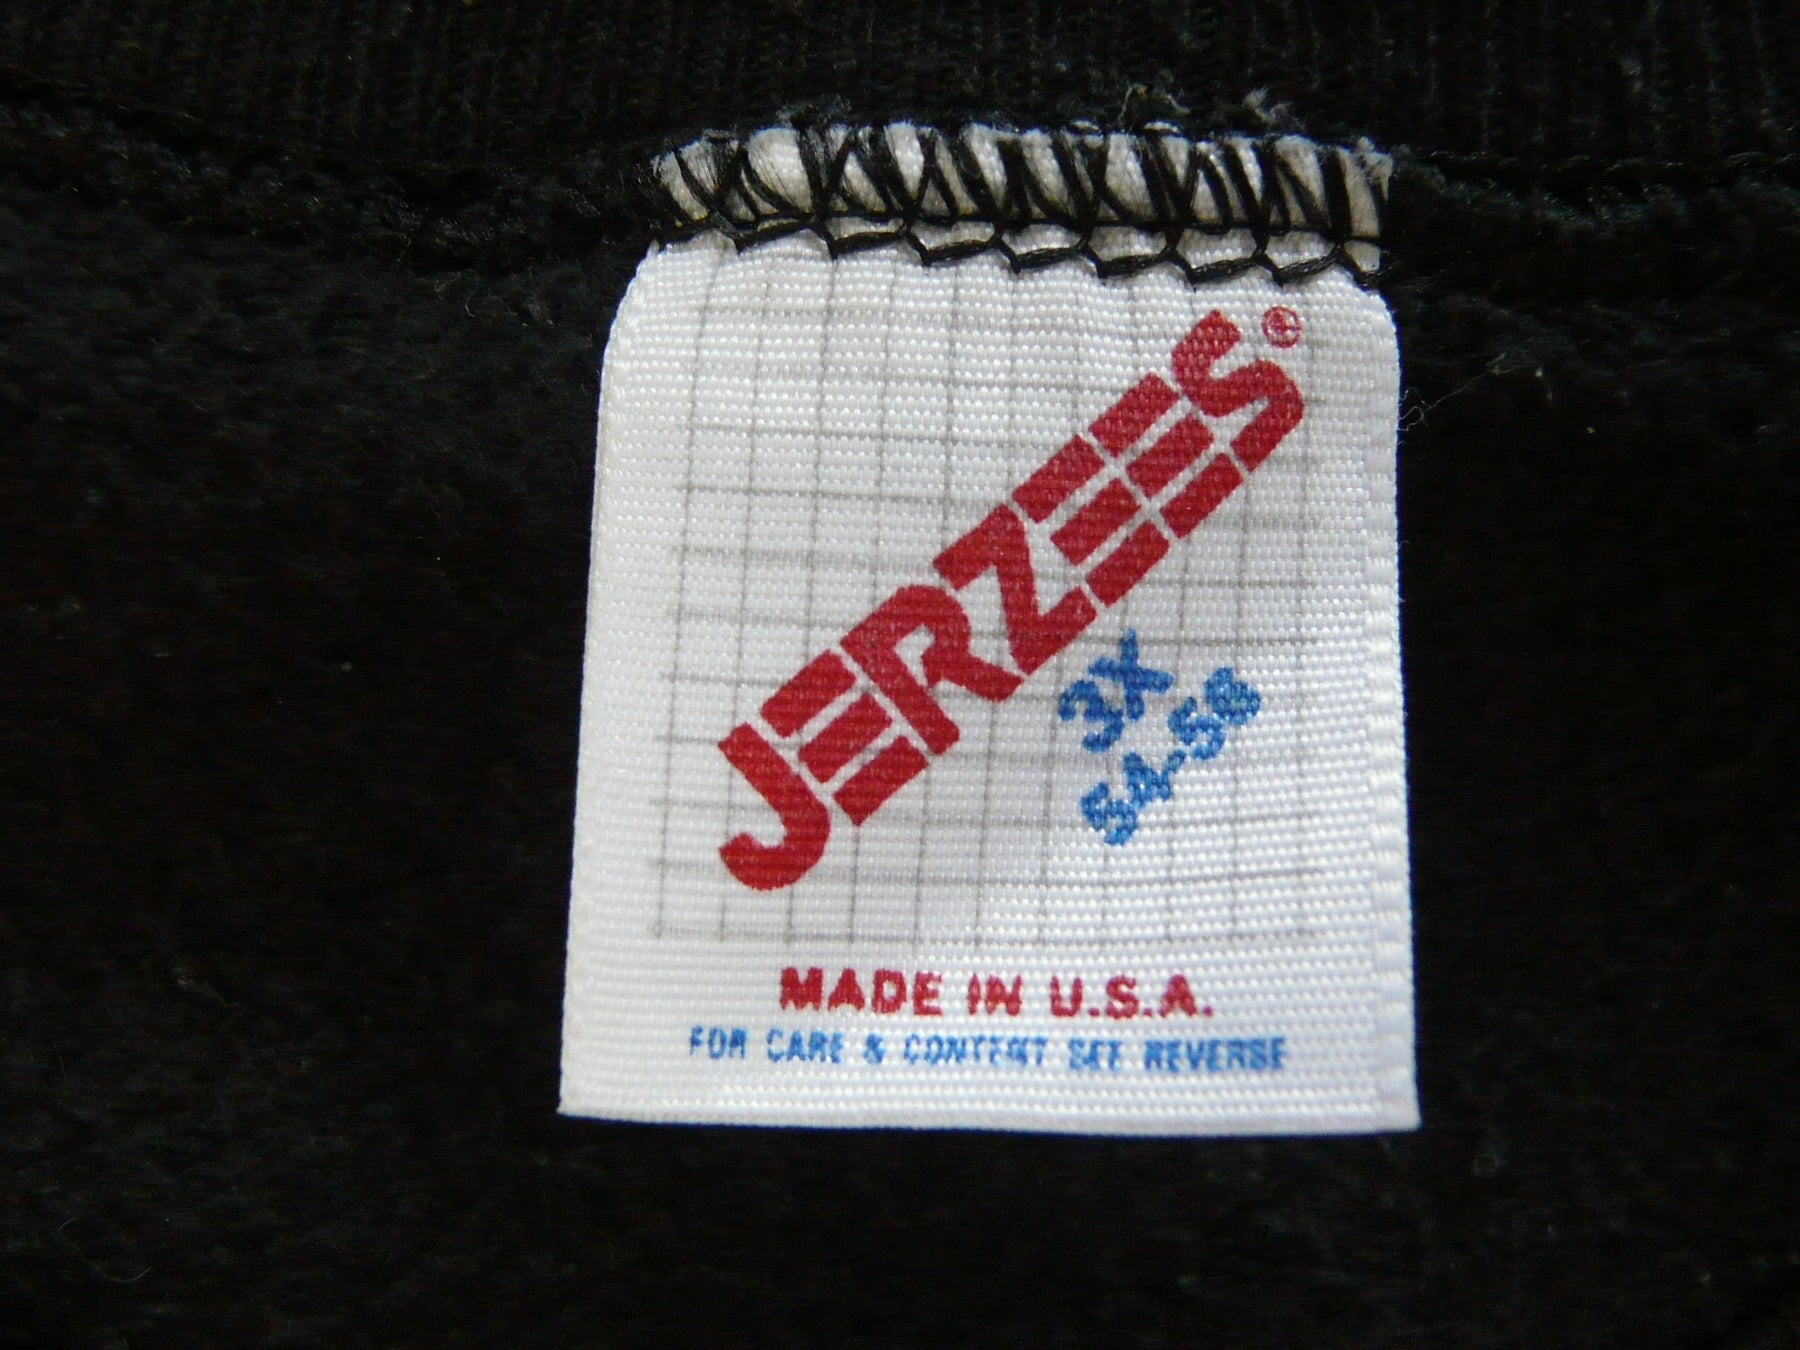 JERZEES®
3X
54-56
MADE IN U.S.A.
FOR CARE & CONTENT SEE REVERSE